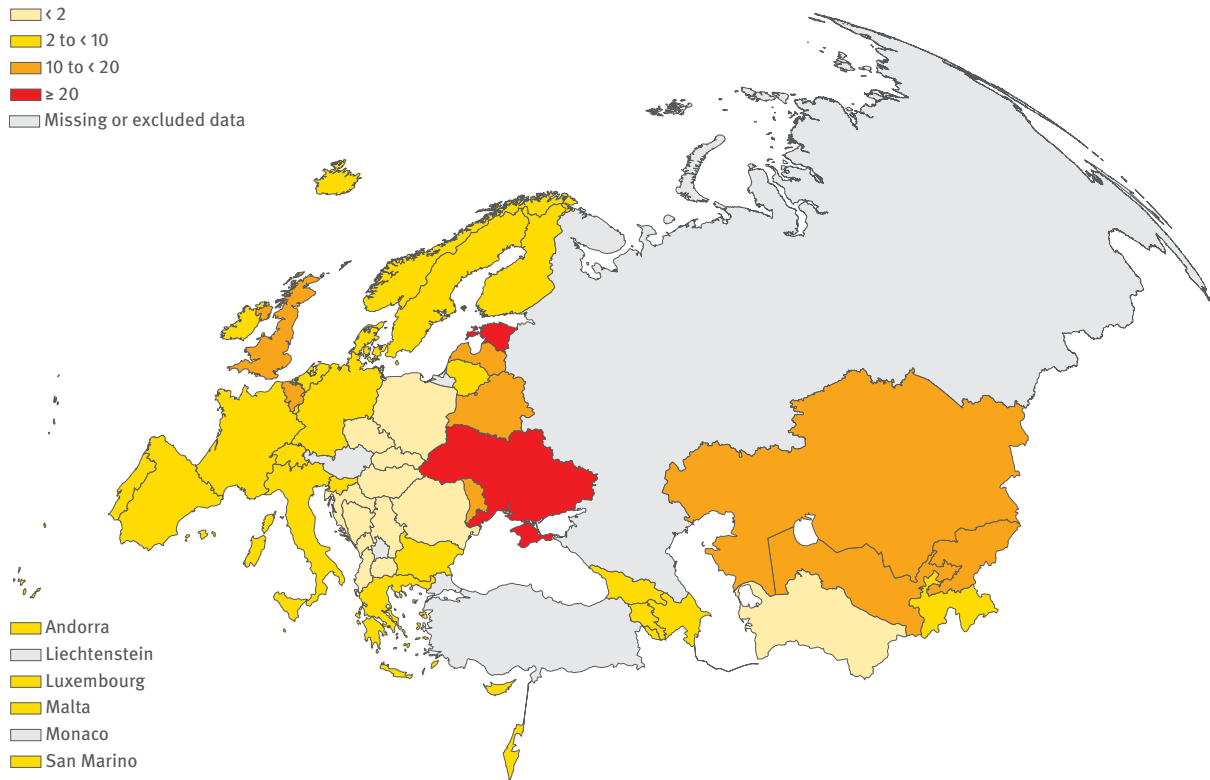 < 2
2 to < 10
10 to < 20
≥ 20
Missing or excluded data
Andorra
Liechtenstein
Luxembourg
Malta
Monaco
San Marino